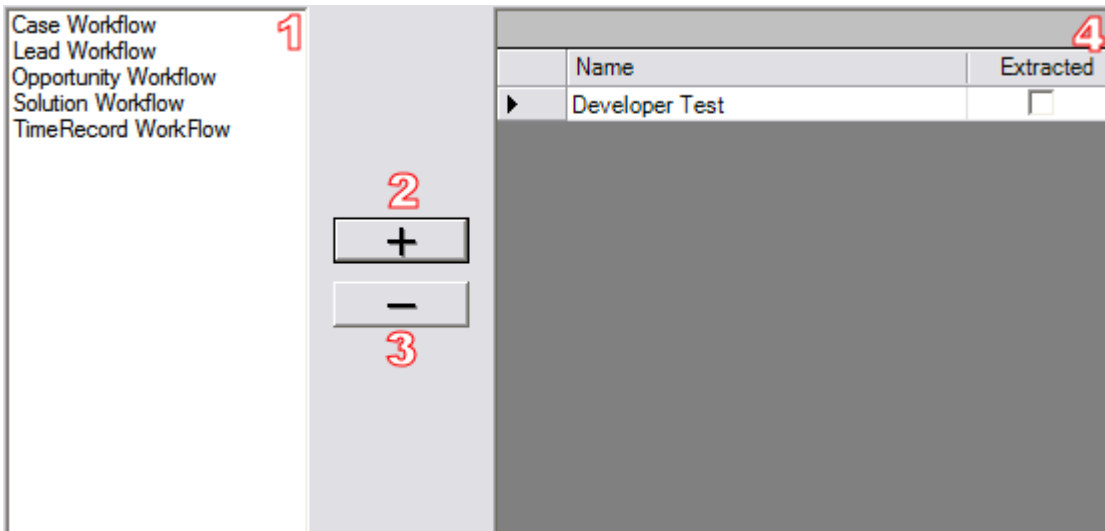 Case Workflow
Lead Workflow
Opportunity Workflow
Solution Workflow
TimeRecord WorkFlow
1
2
+
−
3
4
Name Extracted
Developer Test